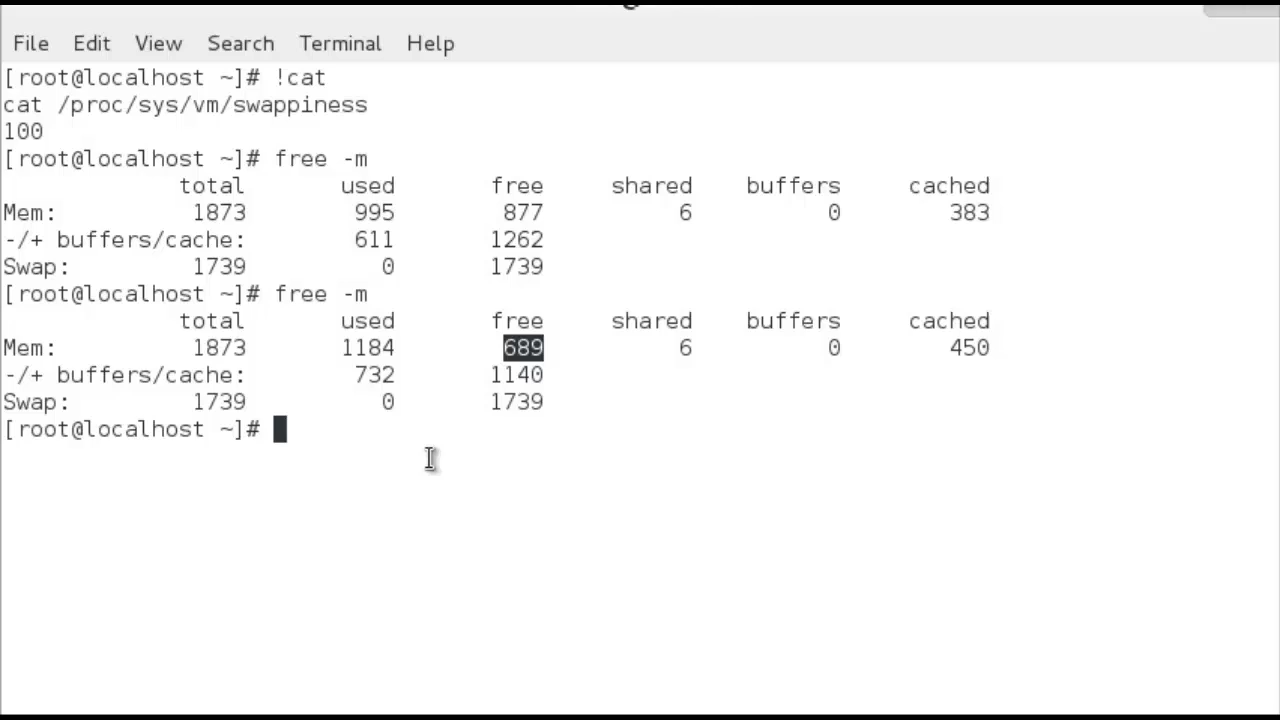 File Edit View Search Terminal Help
[root@localhost ~]# !cat
cat /proc/sys/vm/swappiness
100
[root@localhost ~]# free -m
total used free shared buffers cached
Mem: 1873 995 877 6 0 383
-/+ buffers/cache: 611 1262
Swap: 1739 0 1739
[root@localhost ~]# free -m
total used free shared buffers cached
Mem: 1873 1184 689 6 0 450
-/+ buffers/cache: 732 1140
Swap: 1739 0 1739
[root@localhost ~]#